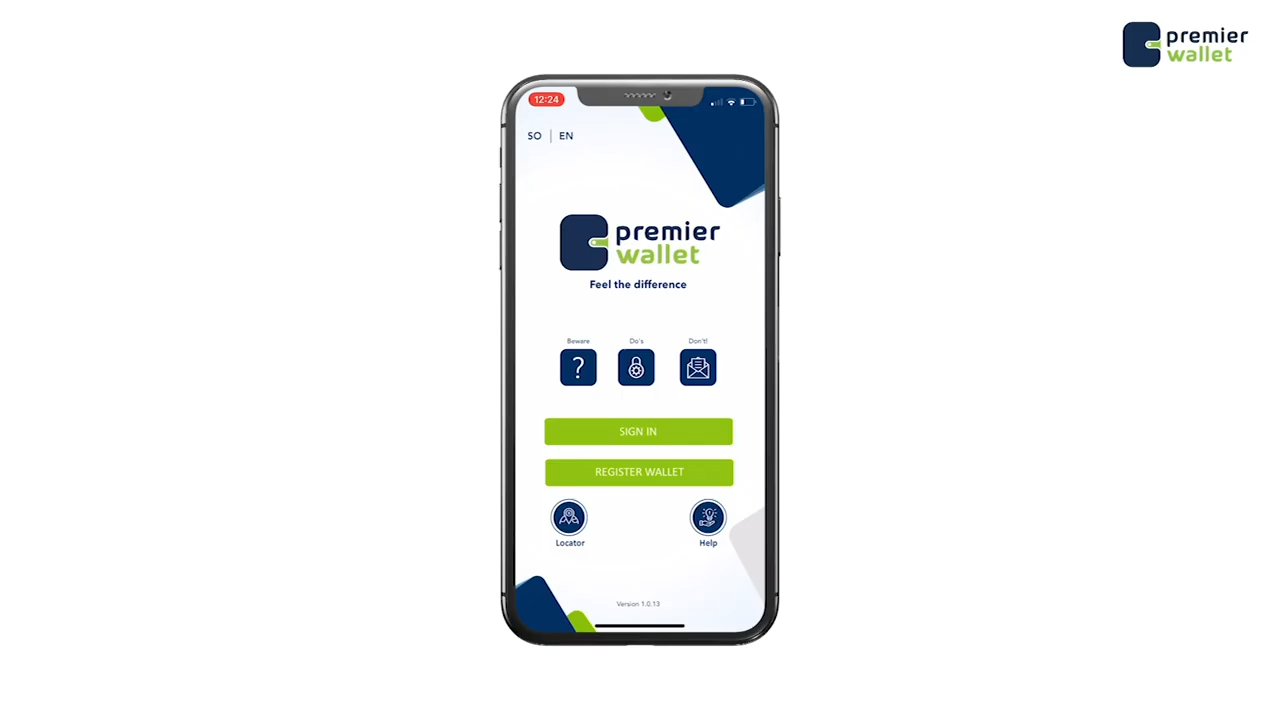 premier
wallet
12:24
SO | EN
premier
wallet
Feel the difference
Beware
Do's
Don't!
SIGN IN
REGISTER WALLET
Locator
Help
Version 1.0.13